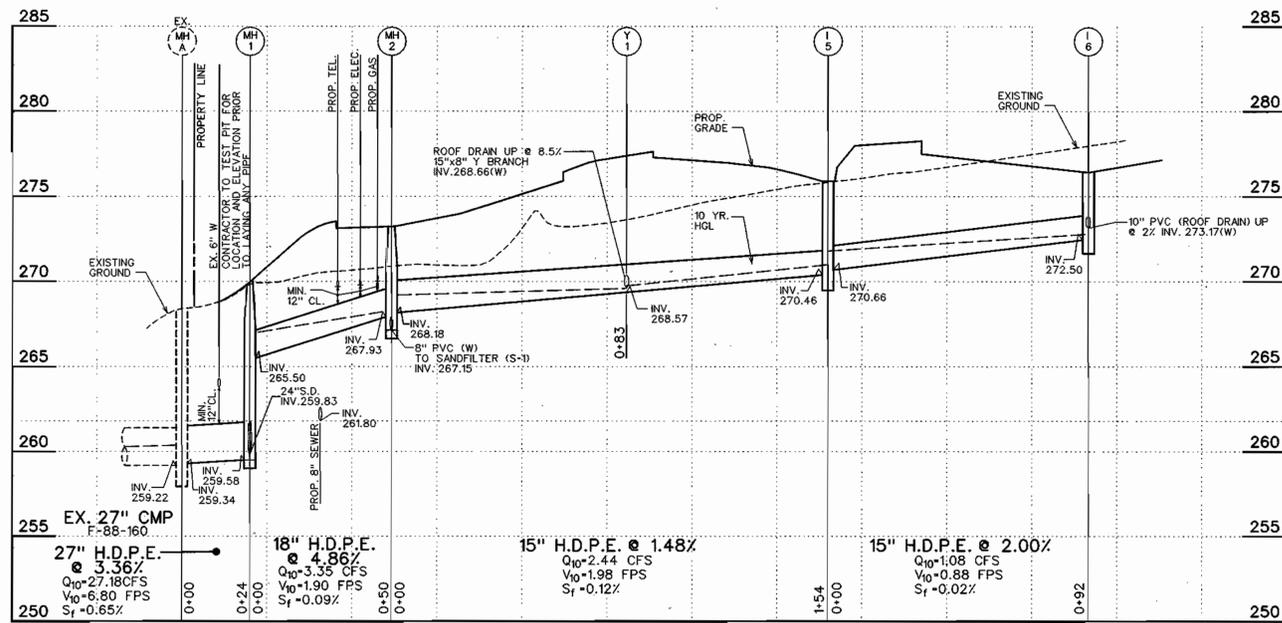 285
285
280
280
275
275
270
270
265
265
260
260
255
255
250
250
EX.
MH
A
MH
1
MH
2
Y
1
I
5
I
6
PROPERTY LINE
EX. 6" W
CONTRACTOR TO TEST PIT FOR
LOCATION AND ELEVATION PRIOR
TO LAYING ANY PIPE
PROP. TEL.
PROP. ELEC.
PROP. GAS
ROOF DRAIN UP @ 8.5%
15"x8" Y BRANCH
INV.268.66(W)
PROP.
GRADE
EXISTING
GROUND
EXISTING
GROUND
10 YR.
HGL
10" PVC (ROOF DRAIN) UP
@ 2% INV. 273.17(W)
MIN.
12" CL.
INV.
272.50
INV.
270.46
INV.
270.66
INV.
268.57
0+83
INV.
267.93
INV.
268.18
8" PVC (W)
TO SANDFILTER (S-1)
INV. 267.15
INV.
265.50
24"S.D.
INV.259.83
MIN.
12" CL.
INV.
261.80
PROP. 8" SEWER
INV.
259.58
INV.
259.22
INV.
259.34
EX. 27" CMP
F-88-160
27" H.D.P.E.
@ 3.36%
Q10=27.18CFS
V10=6.80 FPS
Sf =0.65%
18" H.D.P.E.
@ 4.86%
Q10=3.35 CFS
V10=1.90 FPS
Sf =0.09%
15" H.D.P.E. @ 1.48%
Q10=2.44 CFS
V10=1.98 FPS
Sf =0.12%
15" H.D.P.E. @ 2.00%
Q10=1.08 CFS
V10=0.88 FPS
Sf =0.02%
0+00
0+24
0+00
0+50
0+00
1+54
0+00
0+92